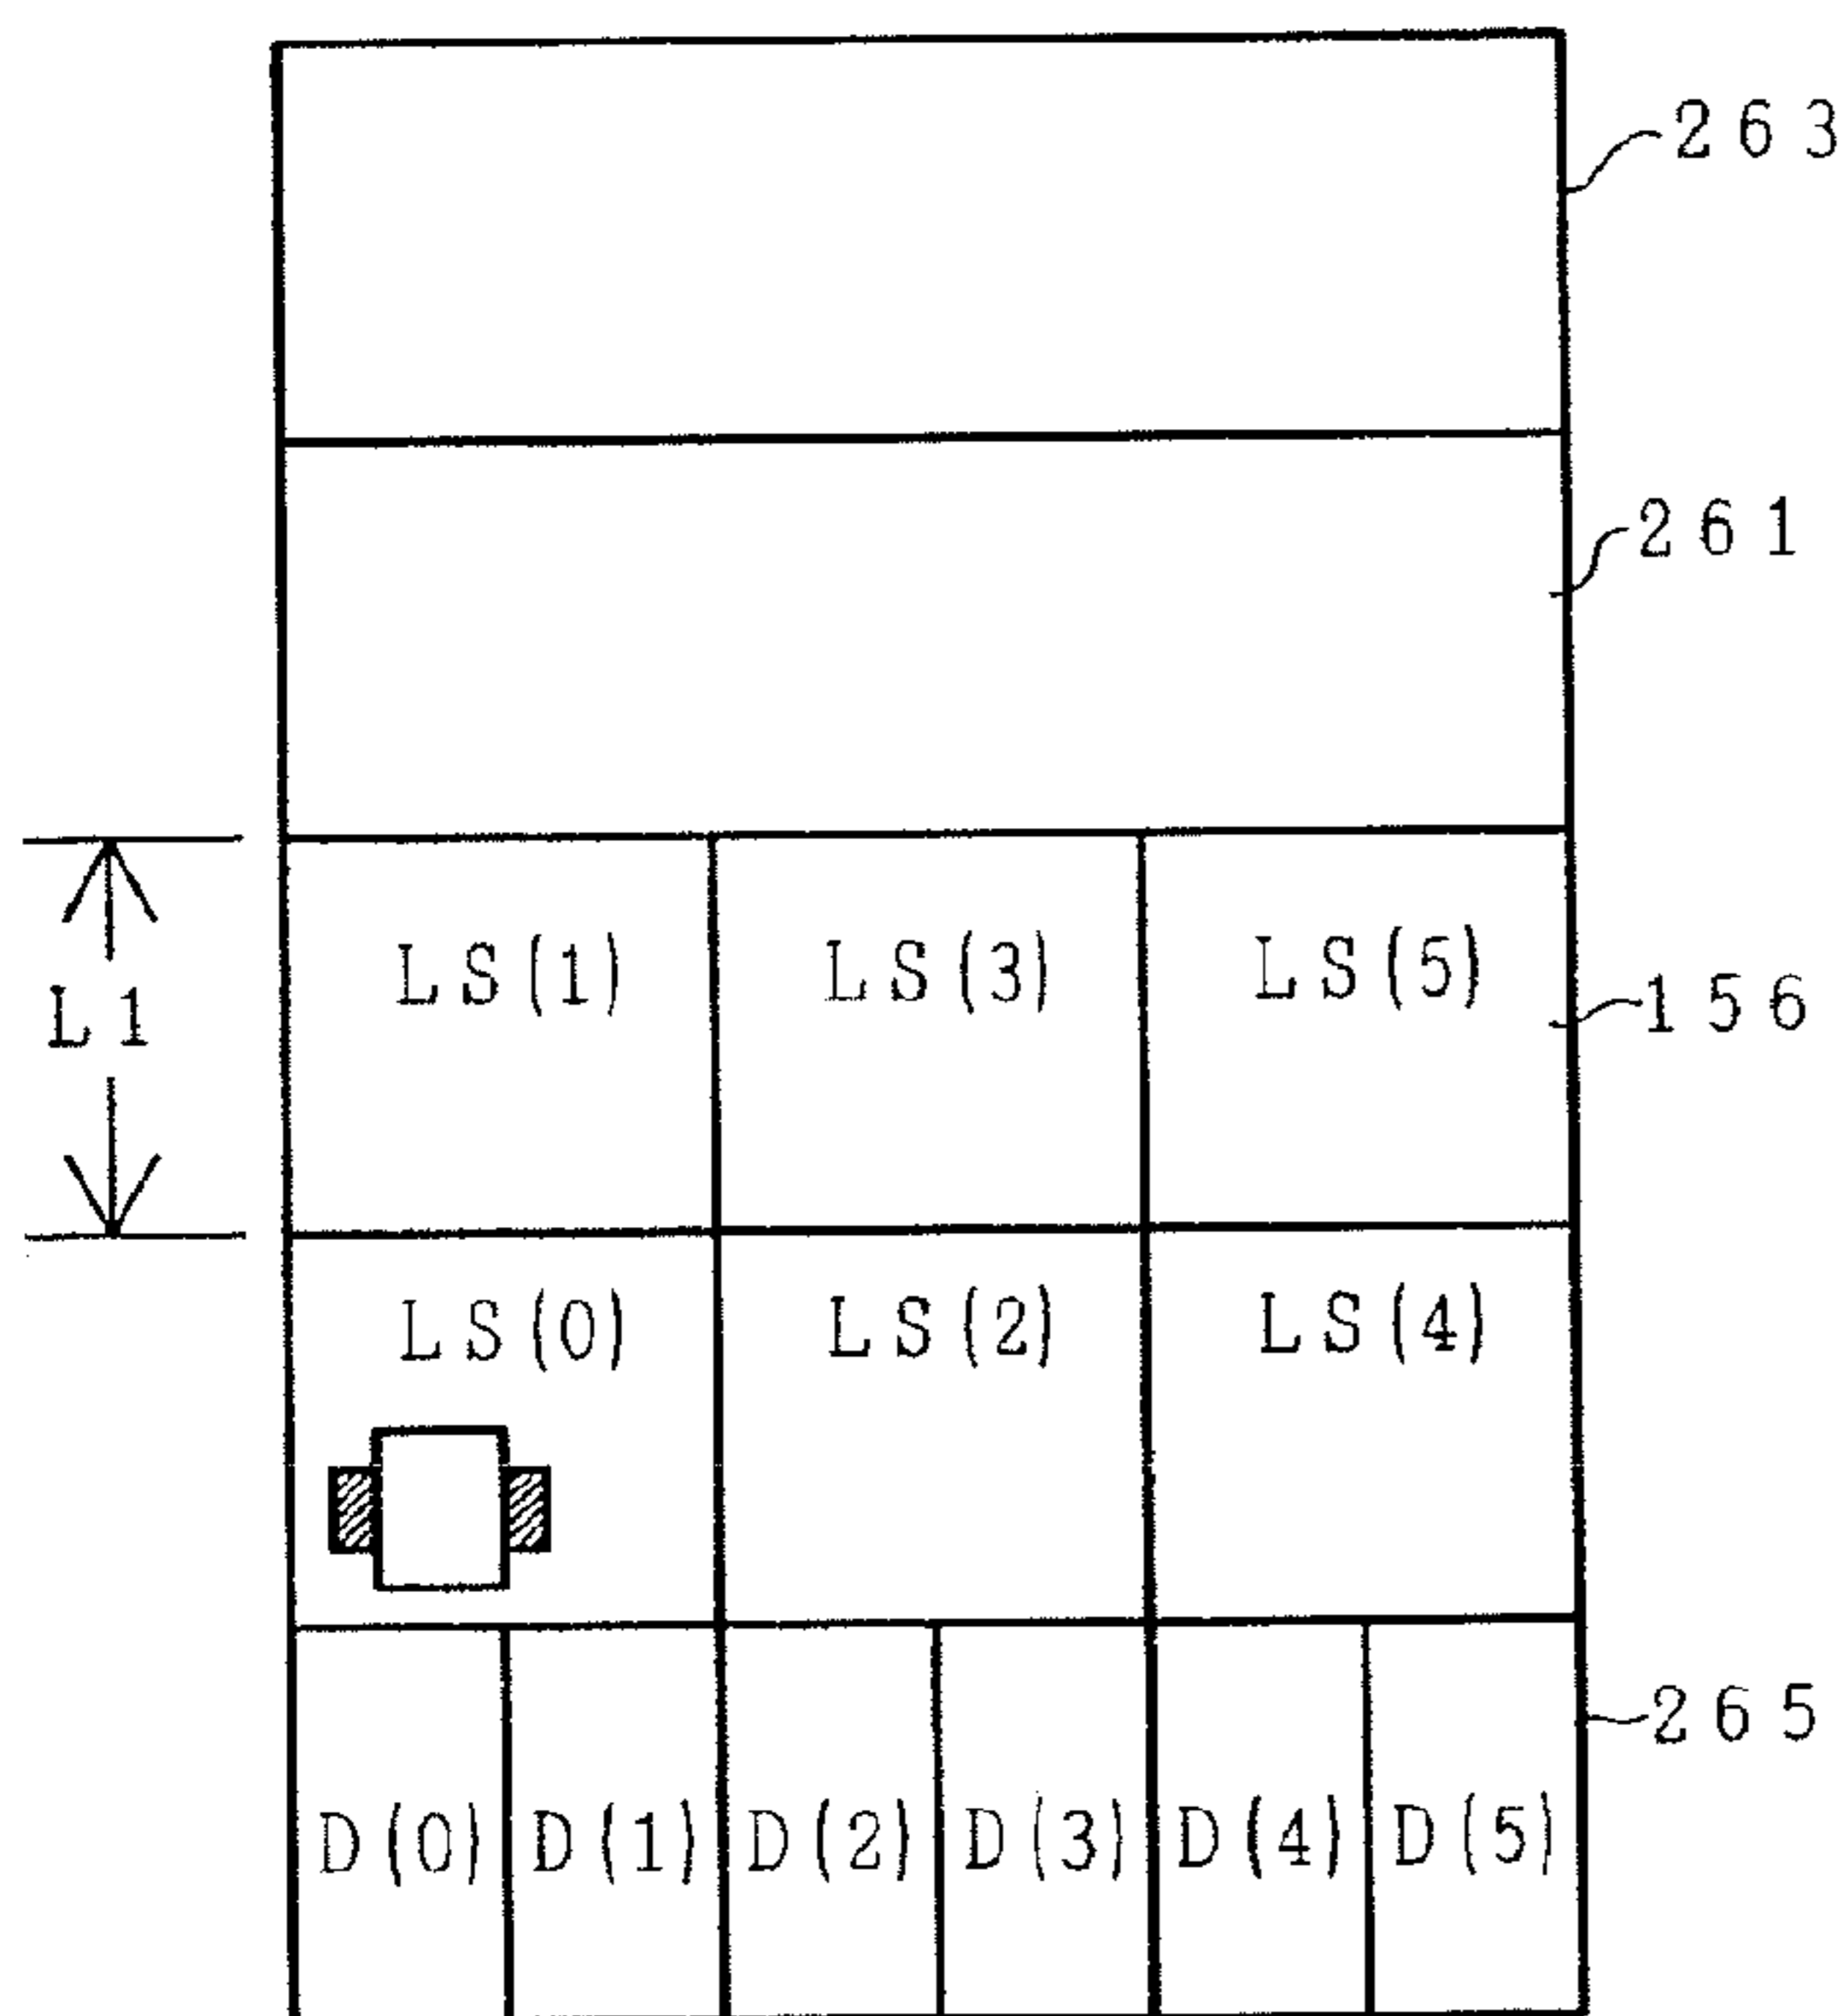 263
261
LS(1) LS(3) LS(5)
L1
156
LS(0) LS(2) LS(4)
265
D(0) D(1) D(2) D(3) D(4) D(5)